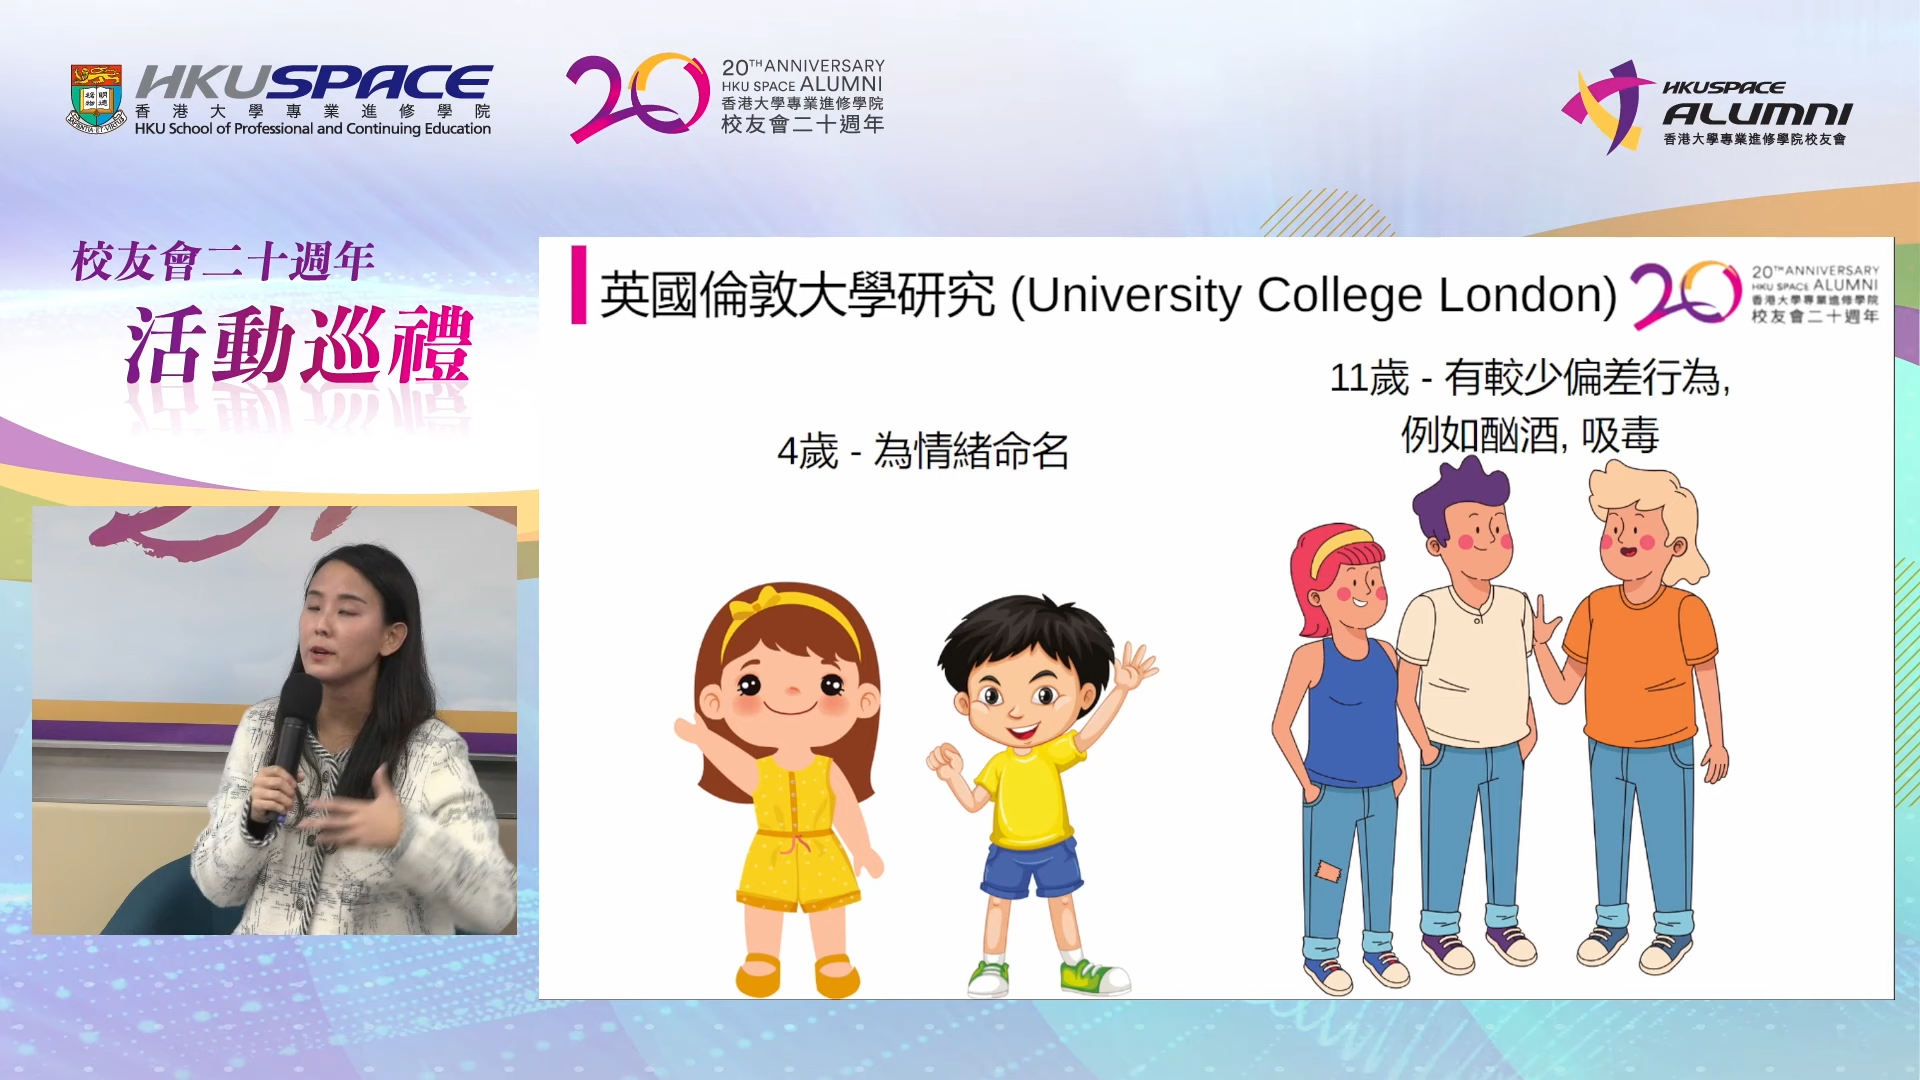 HKUSPACE
香港大學專業進修學院
HKU School of Professional and Continuing Education
20
20TH ANNIVERSARY
HKU SPACE ALUMNI
香港大學專業進修學院
校友會二十週年
HKUSPACE
ALUMNI
香港大學專業進修學院校友會
校友會二十週年
活動巡禮
英國倫敦大學研究 (University College London)
20
20TH ANNIVERSARY
HKU SPACE ALUMNI
香港大學專業進修學院
校友會二十週年
4歲 - 為情緒命名
11歲 - 有較少偏差行為,
例如酗酒, 吸毒